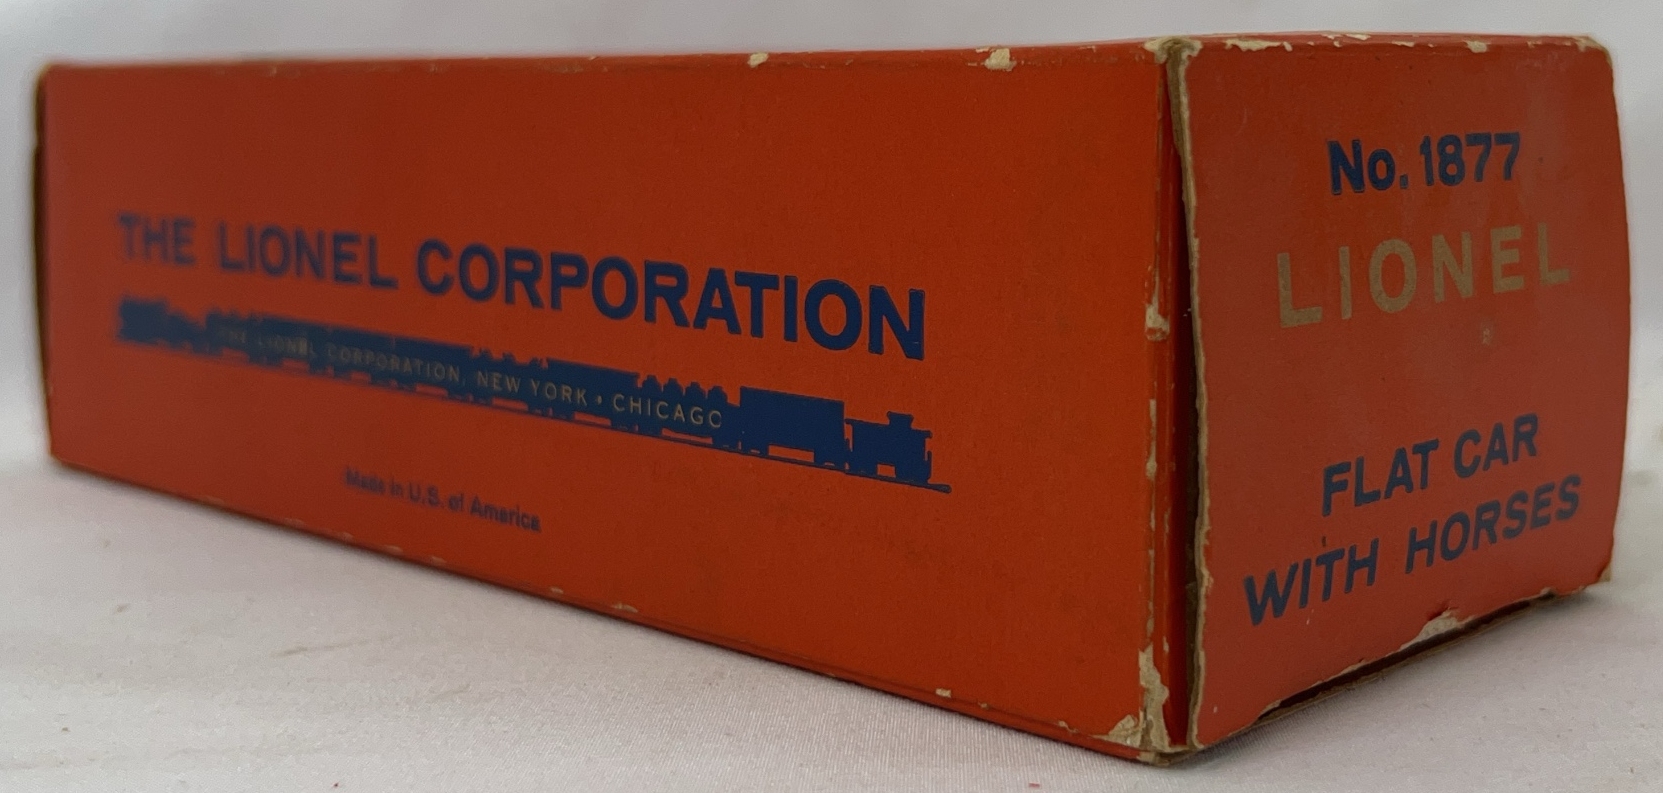 THE LIONEL CORPORATION
THE LIONEL CORPORATION, NEW YORK • CHICAGO
Made in U.S. of America
No. 1877
LIONEL
FLAT CAR
WITH HORSES